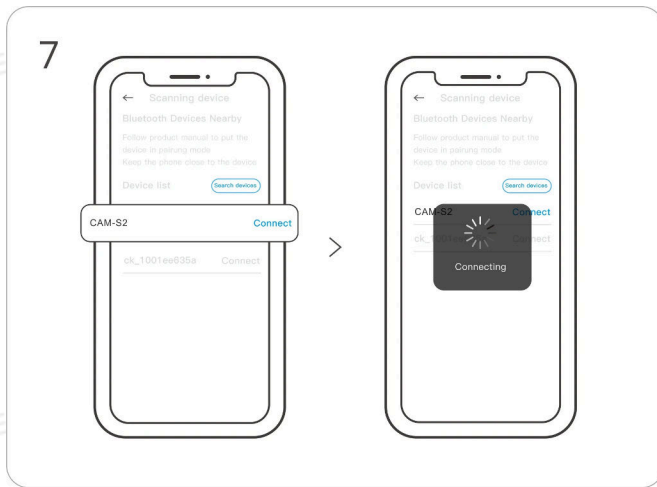 7
Scanning device
Bluetooth Devices Nearby
Follow product manual to put the
device in pairung mode
Keep the phone close to the device
Device list
Search devices
CAM-S2
Connect
ck_1001ee635a
Connect
Scanning device
Bluetooth Devices Nearby
Follow product manual to put the
device in pairung mode
Keep the phone close to the device
Device list
Search devices
CAM-S2
Connect
Connecting